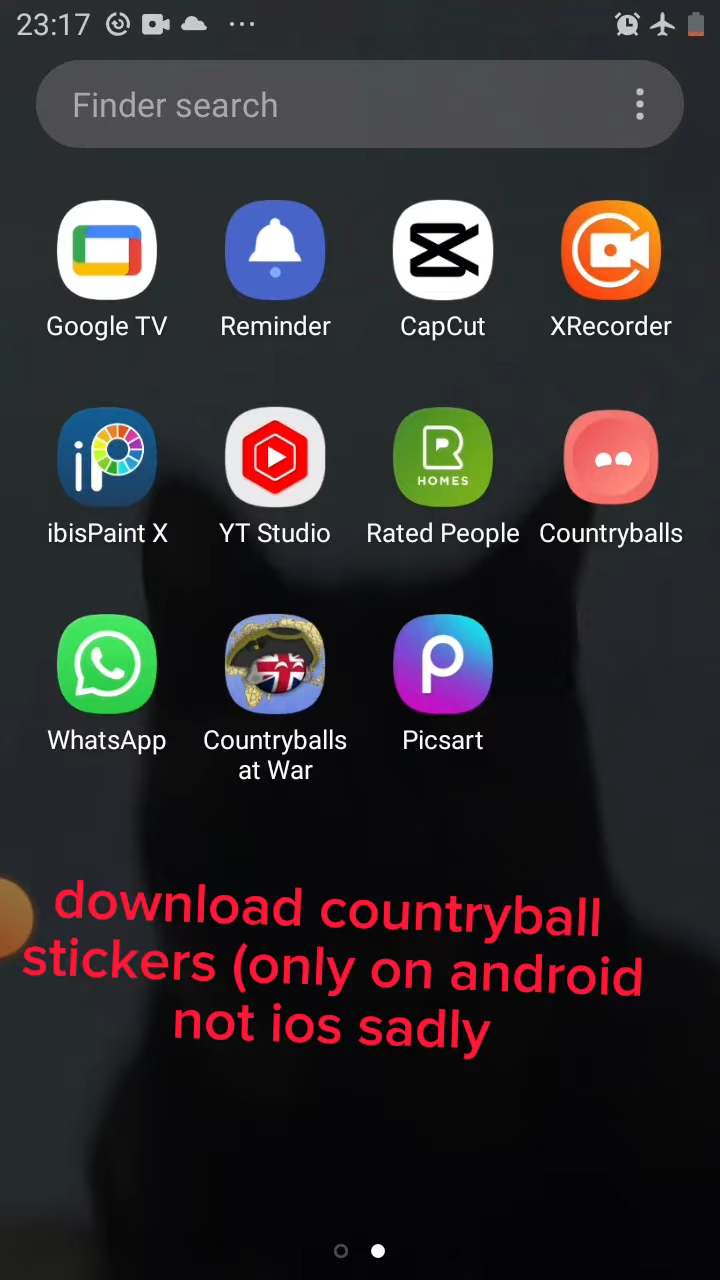 23:17
Finder search
Google TV
Reminder
CapCut
XRecorder
iP
HOMES
ibisPaint X
YT Studio
Rated People
Countryballs
WhatsApp
Countryballs
at War
Picsart
download countryball
stickers (only on android
not ios sadly